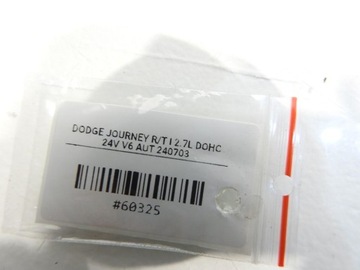 DODGE JOURNEY R/T I 2.7L DOHC
24V V6 AUT 240703
#60325